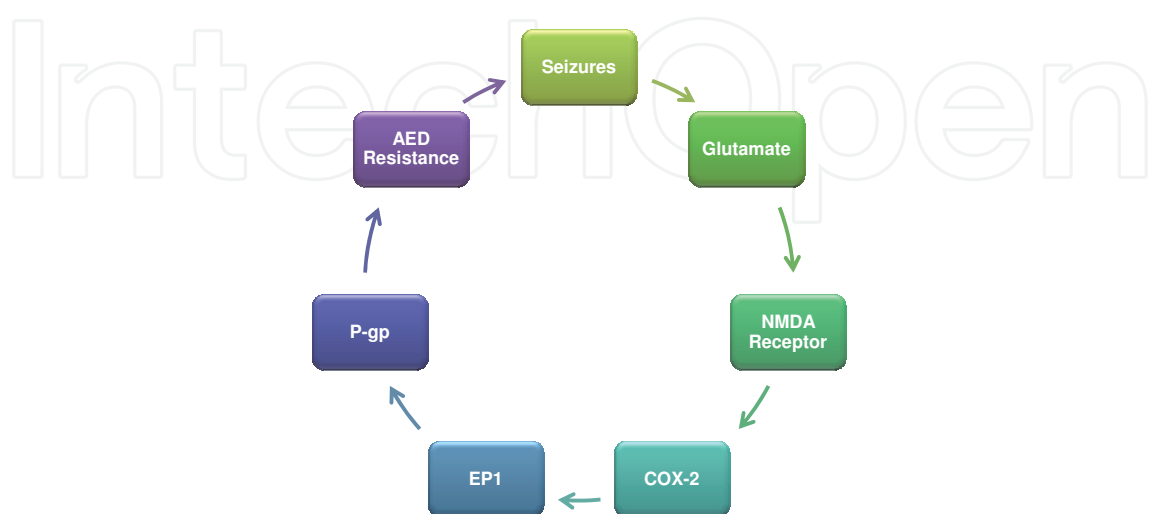 IntechOpen
Seizures
Glutamate
NMDA
Receptor
COX-2
EP1
P-gp
AED
Resistance